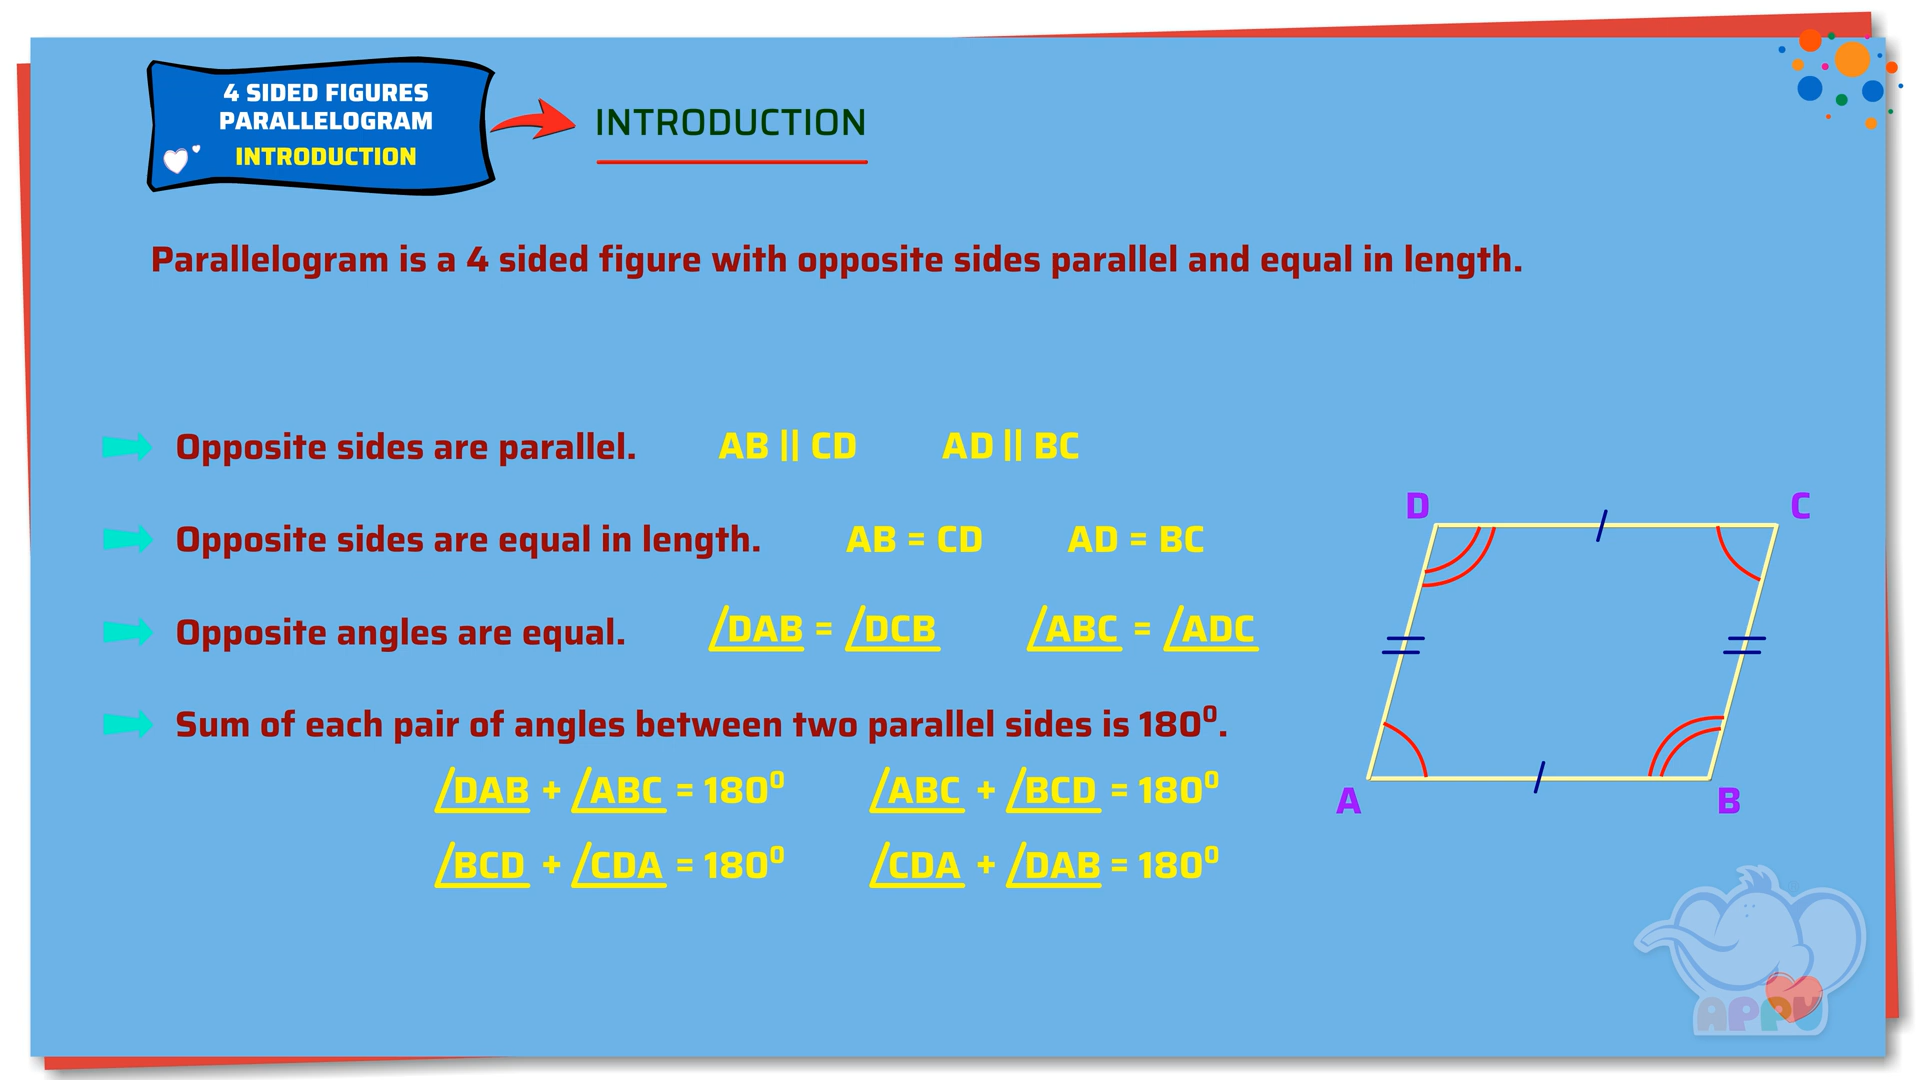 4 SIDED FIGURES
PARALLELOGRAM
INTRODUCTION
INTRODUCTION
Parallelogram is a 4 sided figure with opposite sides parallel and equal in length.
Opposite sides are parallel. AB || CD AD || BC
Opposite sides are equal in length. AB = CD AD = BC
Opposite angles are equal. ∠DAB = ∠DCB ∠ABC = ∠ADC
Sum of each pair of angles between two parallel sides is 180⁰.
∠DAB + ∠ABC = 180⁰ ∠ABC + ∠BCD = 180⁰
∠BCD + ∠CDA = 180⁰ ∠CDA + ∠DAB = 180⁰
D C
A B
APPU